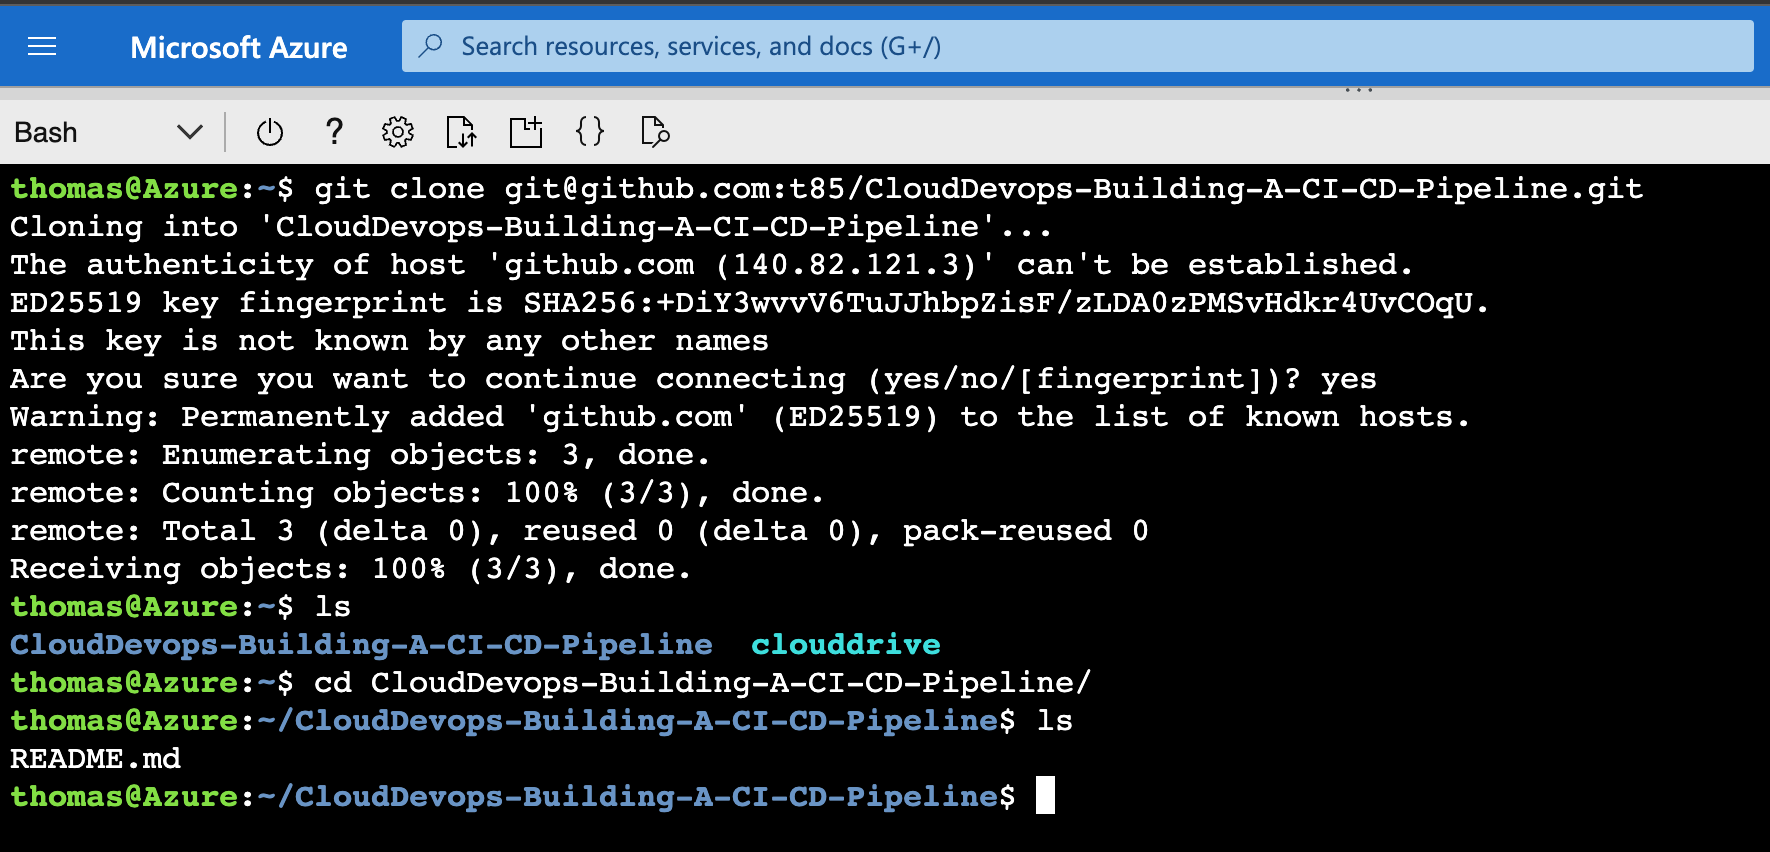 Microsoft Azure
Search resources, services, and docs (G+/)
Bash
thomas@Azure:~$ git clone git@github.com:t85/CloudDevops-Building-A-CI-CD-Pipeline.git
Cloning into 'CloudDevops-Building-A-CI-CD-Pipeline'...
The authenticity of host 'github.com (140.82.121.3)' can't be established.
ED25519 key fingerprint is SHA256:+DiY3wvvV6TuJJhbpZisF/zLDA0zPMSvHdkr4UvCOqU.
This key is not known by any other names
Are you sure you want to continue connecting (yes/no/[fingerprint])? yes
Warning: Permanently added 'github.com' (ED25519) to the list of known hosts.
remote: Enumerating objects: 3, done.
remote: Counting objects: 100% (3/3), done.
remote: Total 3 (delta 0), reused 0 (delta 0), pack-reused 0
Receiving objects: 100% (3/3), done.
thomas@Azure:~$ ls
CloudDevops-Building-A-CI-CD-Pipeline  clouddrive
thomas@Azure:~$ cd CloudDevops-Building-A-CI-CD-Pipeline/
thomas@Azure:~/CloudDevops-Building-A-CI-CD-Pipeline$ ls
README.md
thomas@Azure:~/CloudDevops-Building-A-CI-CD-Pipeline$